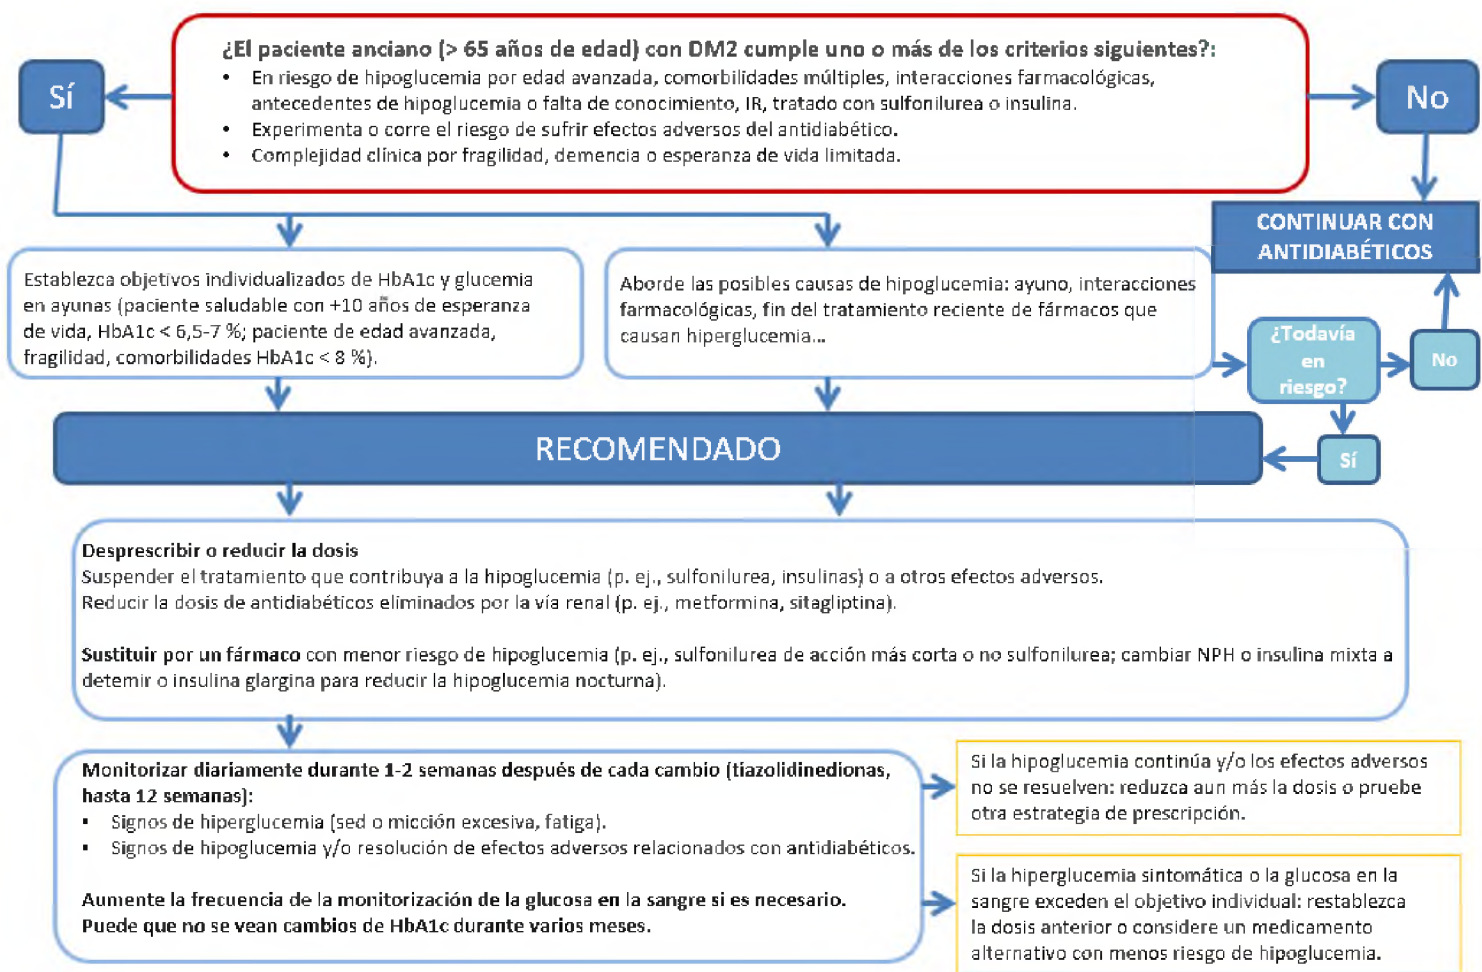 ¿El paciente anciano (> 65 años de edad) con DM2 cumple uno o más de los criterios siguientes?:
• En riesgo de hipoglucemia por edad avanzada, comorbilidades múltiples, interacciones farmacológicas,
antecedentes de hipoglucemia o falta de conocimiento, IR, tratado con sulfonilurea o insulina.
• Experimenta o corre el riesgo de sufrir efectos adversos del antidiabético.
• Complejidad clínica por fragilidad, demencia o esperanza de vida limitada.
Sí
No
CONTINUAR CON
ANTIDIABÉTICOS
Establezca objetivos individualizados de HbA1c y glucemia
en ayunas (paciente saludable con +10 años de esperanza
de vida, HbA1c < 6,5-7 %; paciente de edad avanzada,
fragilidad, comorbilidades HbA1c < 8 %).
Aborde las posibles causas de hipoglucemia: ayuno, interacciones
farmacológicas, fin del tratamiento reciente de fármacos que
causan hiperglucemia...
¿Todavía
en
riesgo?
No
Sí
RECOMENDADO
Desprescribir o reducir la dosis
Suspender el tratamiento que contribuya a la hipoglucemia (p. ej., sulfonilurea, insulinas) o a otros efectos adversos.
Reducir la dosis de antidiabéticos eliminados por la vía renal (p. ej., metformina, sitagliptina).
Sustituir por un fármaco con menor riesgo de hipoglucemia (p. ej., sulfonilurea de acción más corta o no sulfonilurea; cambiar NPH o insulina mixta a
detemir o insulina glargina para reducir la hipoglucemia nocturna).
Monitorizar diariamente durante 1-2 semanas después de cada cambio (tiazolidinedionas,
hasta 12 semanas):
▪ Signos de hiperglucemia (sed o micción excesiva, fatiga).
▪ Signos de hipoglucemia y/o resolución de efectos adversos relacionados con antidiabéticos.
Aumente la frecuencia de la monitorización de la glucosa en la sangre si es necesario.
Puede que no se vean cambios de HbA1c durante varios meses.
Si la hipoglucemia continúa y/o los efectos adversos
no se resuelven: reduzca aun más la dosis o pruebe
otra estrategia de prescripción.
Si la hiperglucemia sintomática o la glucosa en la
sangre exceden el objetivo individual: restablezca
la dosis anterior o considere un medicamento
alternativo con menos riesgo de hipoglucemia.